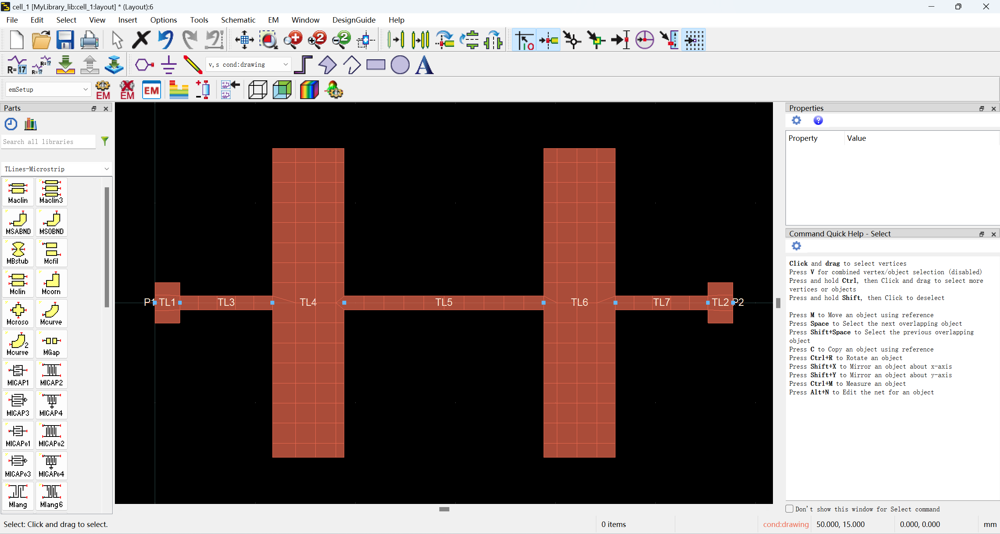 cell_1 [MyLibrary_lib:cell_1:layout] * (Layout):6
File Edit Select View Insert Options Tools Schematic EM Window DesignGuide Help
v,s cond:drawing
emSetup
EM EM EM
Parts
Search all libraries
TLines-Microstrip
Maclin Maclin3
MSABND MSOBND
MBstub Mcfil
Mclin Mcorn
Mcroso Mcurve
Mcurve MGap
MICAP1 MICAP2
MICAP3 MICAP4
MICAPo1 MICAPo2
MICAPo3 MICAPo4
Mlang Mlang6
P1 TL1 TL3 TL4 TL5 TL6 TL7 TL2 P2
Properties
Property Value
Command Quick Help - Select
Click and drag to select vertices
Press V for combined vertex/object selection (disabled)
Press and hold Ctrl, then Click and drag to select more
vertices or objects
Press and hold Shift, then Click to deselect
Press M to Move an object using reference
Press Space to Select the next overlapping object
Press Shift+Space to Select the previous overlapping
object
Press C to Copy an object using reference
Press Ctrl+R to Rotate an object
Press Shift+X to Mirror an object about x-axis
Press Shift+Y to Mirror an object about y-axis
Press Ctrl+M to Measure an object
Press Alt+N to Edit the net for an object
Don't show this window for Select command
Select: Click and drag to select.
0 items
cond:drawing 50.000, 15.000 0.000, 0.000 mm